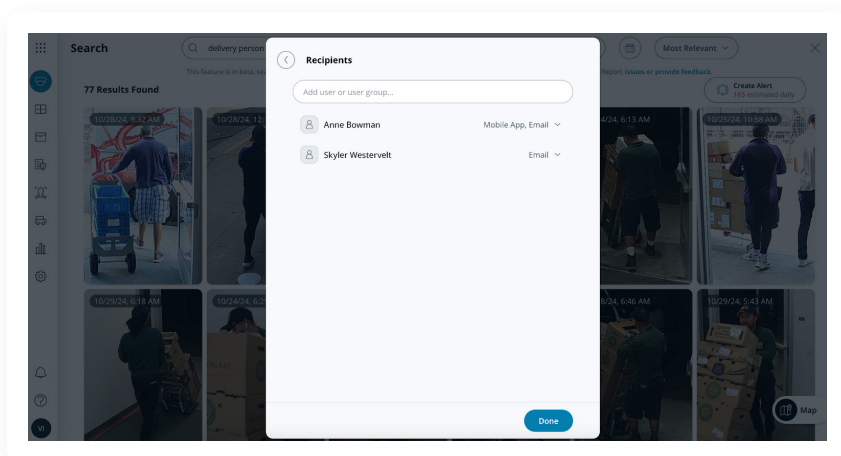 Search
delivery person
Most Relevant
Recipients
This feature is in beta.
Report issues or provide feedback.
77 Results Found
Create Alert
165 estimated daily
Add user or user group...
Anne Bowman
Mobile App, Email
Skyler Westervelt
Email
10/28/24, 9:32 AM
10/28/24, 12:
4/24, 6:13 AM
10/25/24, 10:58 AM
10/29/24, 6:18 AM
10/24/24, 6:2
8/24, 6:46 AM
10/29/24, 5:43 AM
Map
VI
Done